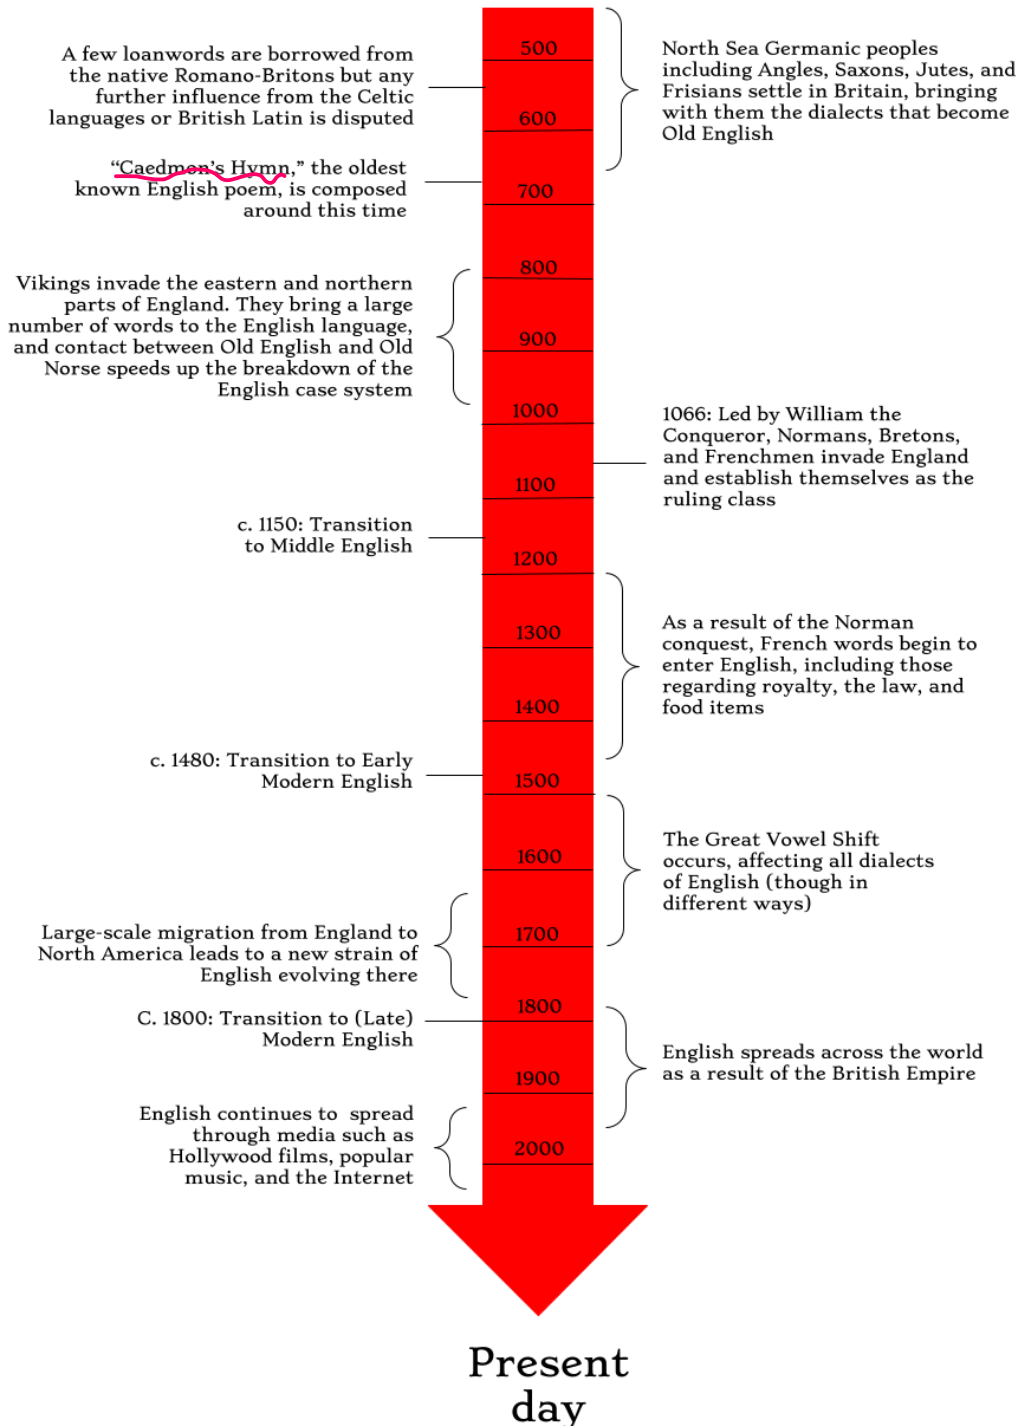 500
A few loanwords are borrowed from
the native Romano-Britons but any
further influence from the Celtic
languages or British Latin is disputed
North Sea Germanic peoples
including Angles, Saxons, Jutes, and
Frisians settle in Britain, bringing
with them the dialects that become
Old English
600
“Caedmon’s Hymn,” the oldest
known English poem, is composed
around this time
700
800
Vikings invade the eastern and northern
parts of England. They bring a large
number of words to the English language,
and contact between Old English and Old
Norse speeds up the breakdown of the
English case system
900
1000
1066: Led by William the
Conqueror, Normans, Bretons,
and Frenchmen invade England
and establish themselves as the
ruling class
1100
c. 1150: Transition
to Middle English
1200
1300
As a result of the Norman
conquest, French words begin to
enter English, including those
regarding royalty, the law, and
food items
1400
c. 1480: Transition to Early
Modern English
1500
The Great Vowel Shift
occurs, affecting all dialects
of English (though in
different ways)
1600
1700
Large-scale migration from England to
North America leads to a new strain of
English evolving there
1800
C. 1800: Transition to (Late)
Modern English
English spreads across the world
as a result of the British Empire
1900
English continues to  spread
through media such as
Hollywood films, popular
music, and the Internet
2000
Present
day